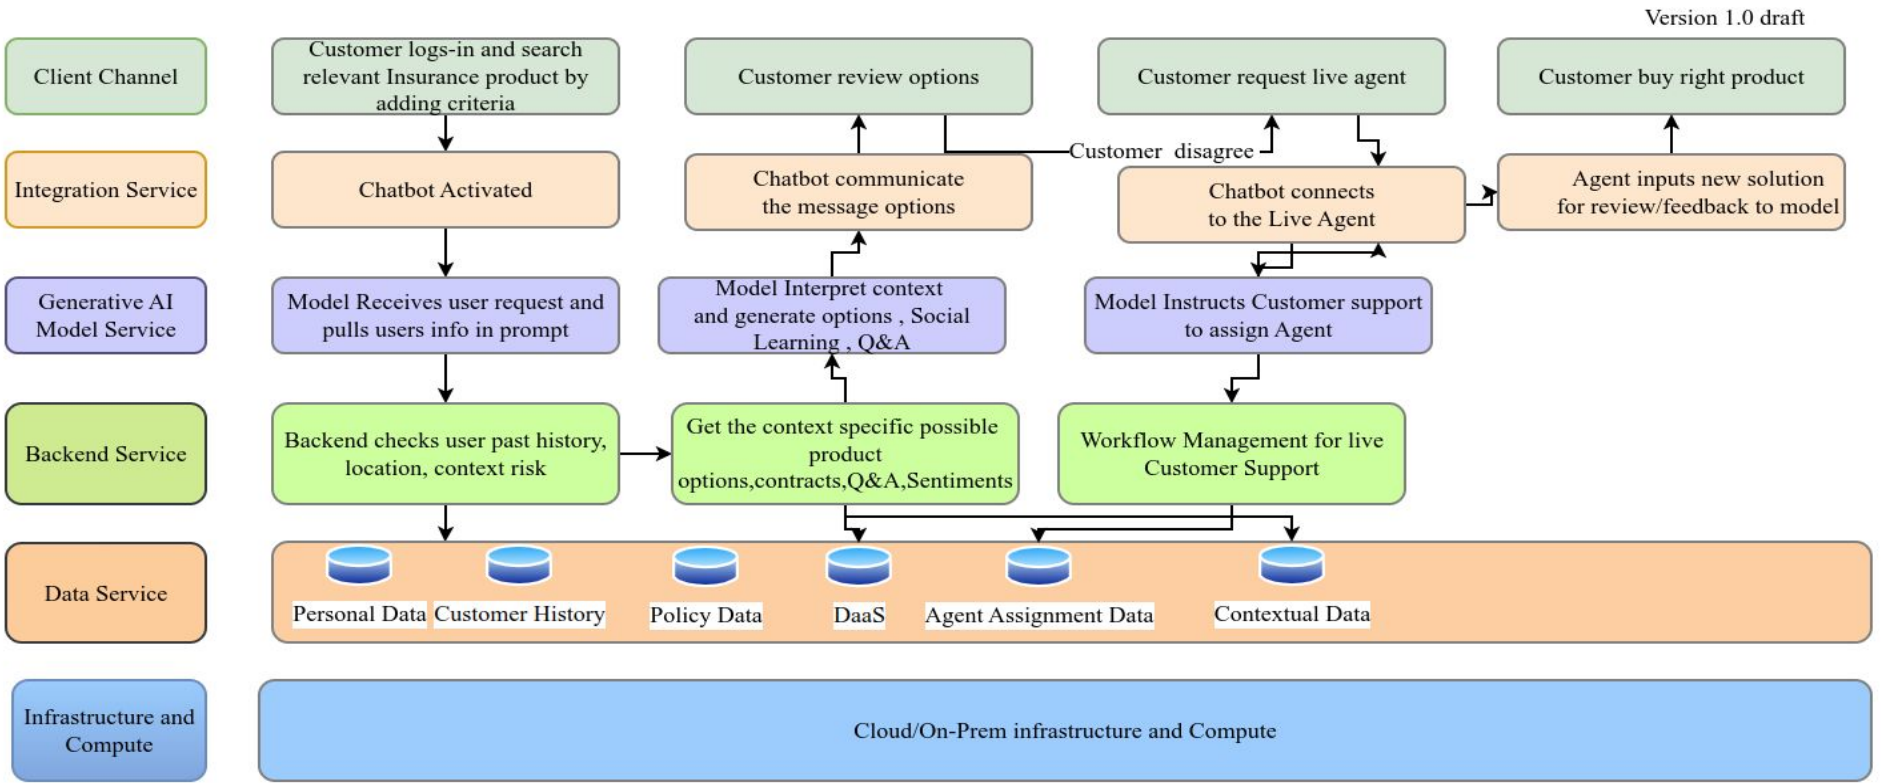 Version 1.0 draft
Client Channel
Customer logs-in and search
relevant Insurance product by
adding criteria
Customer review options
Customer request live agent
Customer buy right product
Customer  disagree
Integration Service
Chatbot Activated
Chatbot communicate
the message options
Chatbot connects
to the Live Agent
Agent inputs new solution
for review/feedback to model
Generative AI
Model Service
Model Receives user request and
pulls users info in prompt
Model Interpret context
and generate options , Social
Learning , Q&A
Model Instructs Customer support
to assign Agent
Backend Service
Backend checks user past history,
location, context risk
Get the context specific possible
product
options,contracts,Q&A,Sentiments
Workflow Management for live
Customer Support
Data Service
Personal Data
Customer History
Policy Data
DaaS
Agent Assignment Data
Contextual Data
Infrastructure and
Compute
Cloud/On-Prem infrastructure and Compute